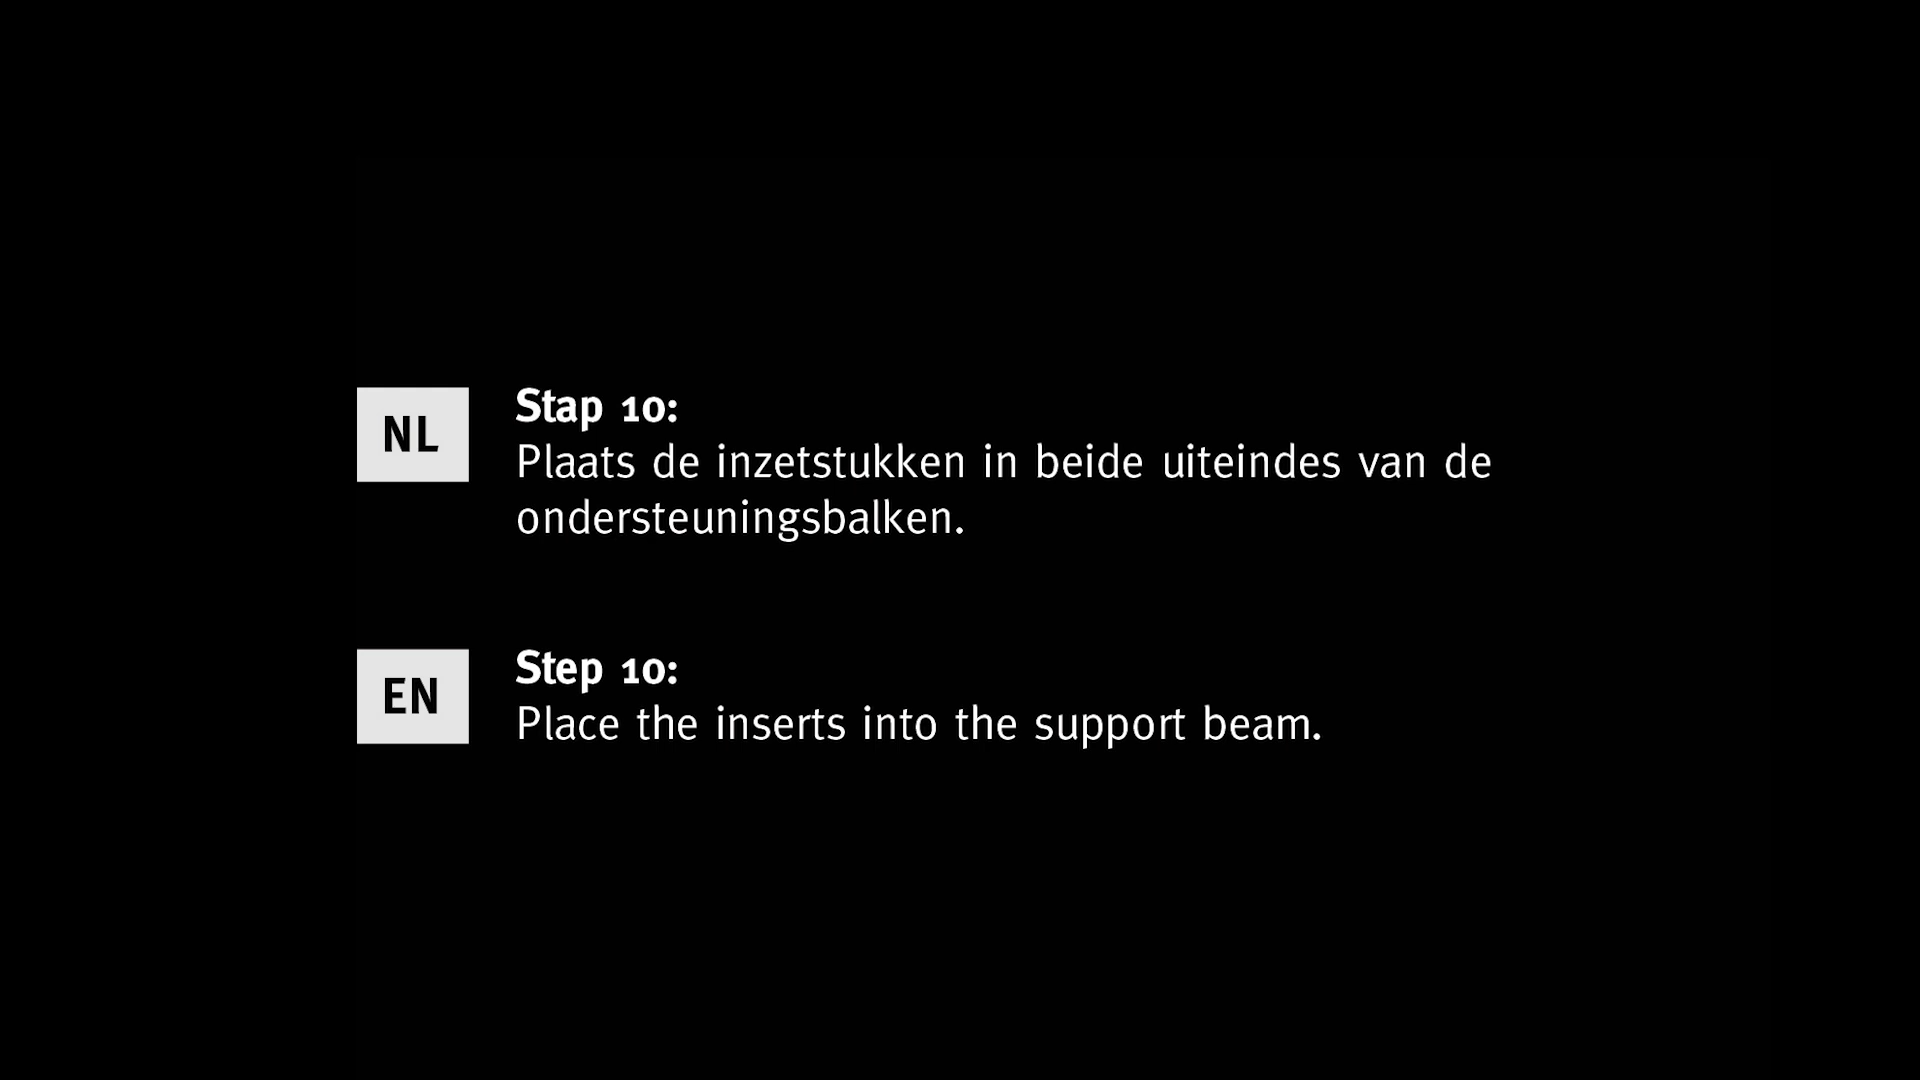 NL
Stap 10:
Plaats de inzetstukken in beide uiteindes van de
ondersteuningsbalken.
EN
Step 10:
Place the inserts into the support beam.